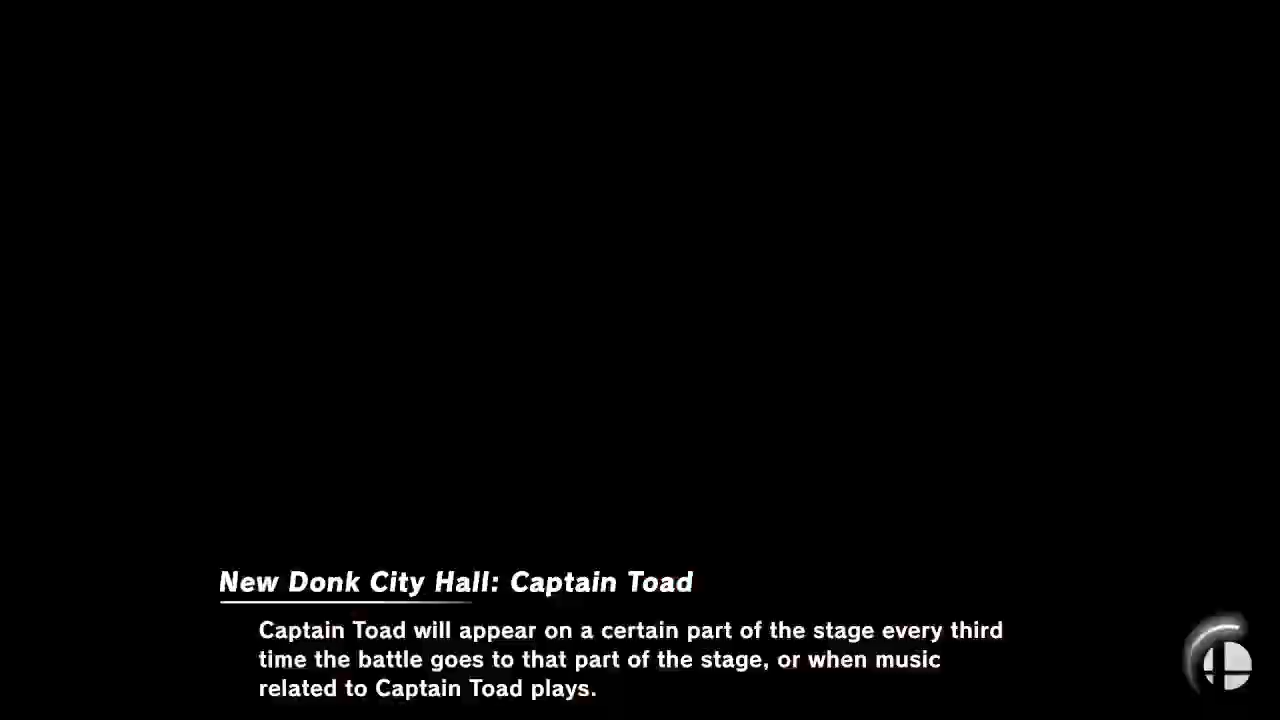 New Donk City Hall: Captain Toad
Captain Toad will appear on a certain part of the stage every third
time the battle goes to that part of the stage, or when music
related to Captain Toad plays.